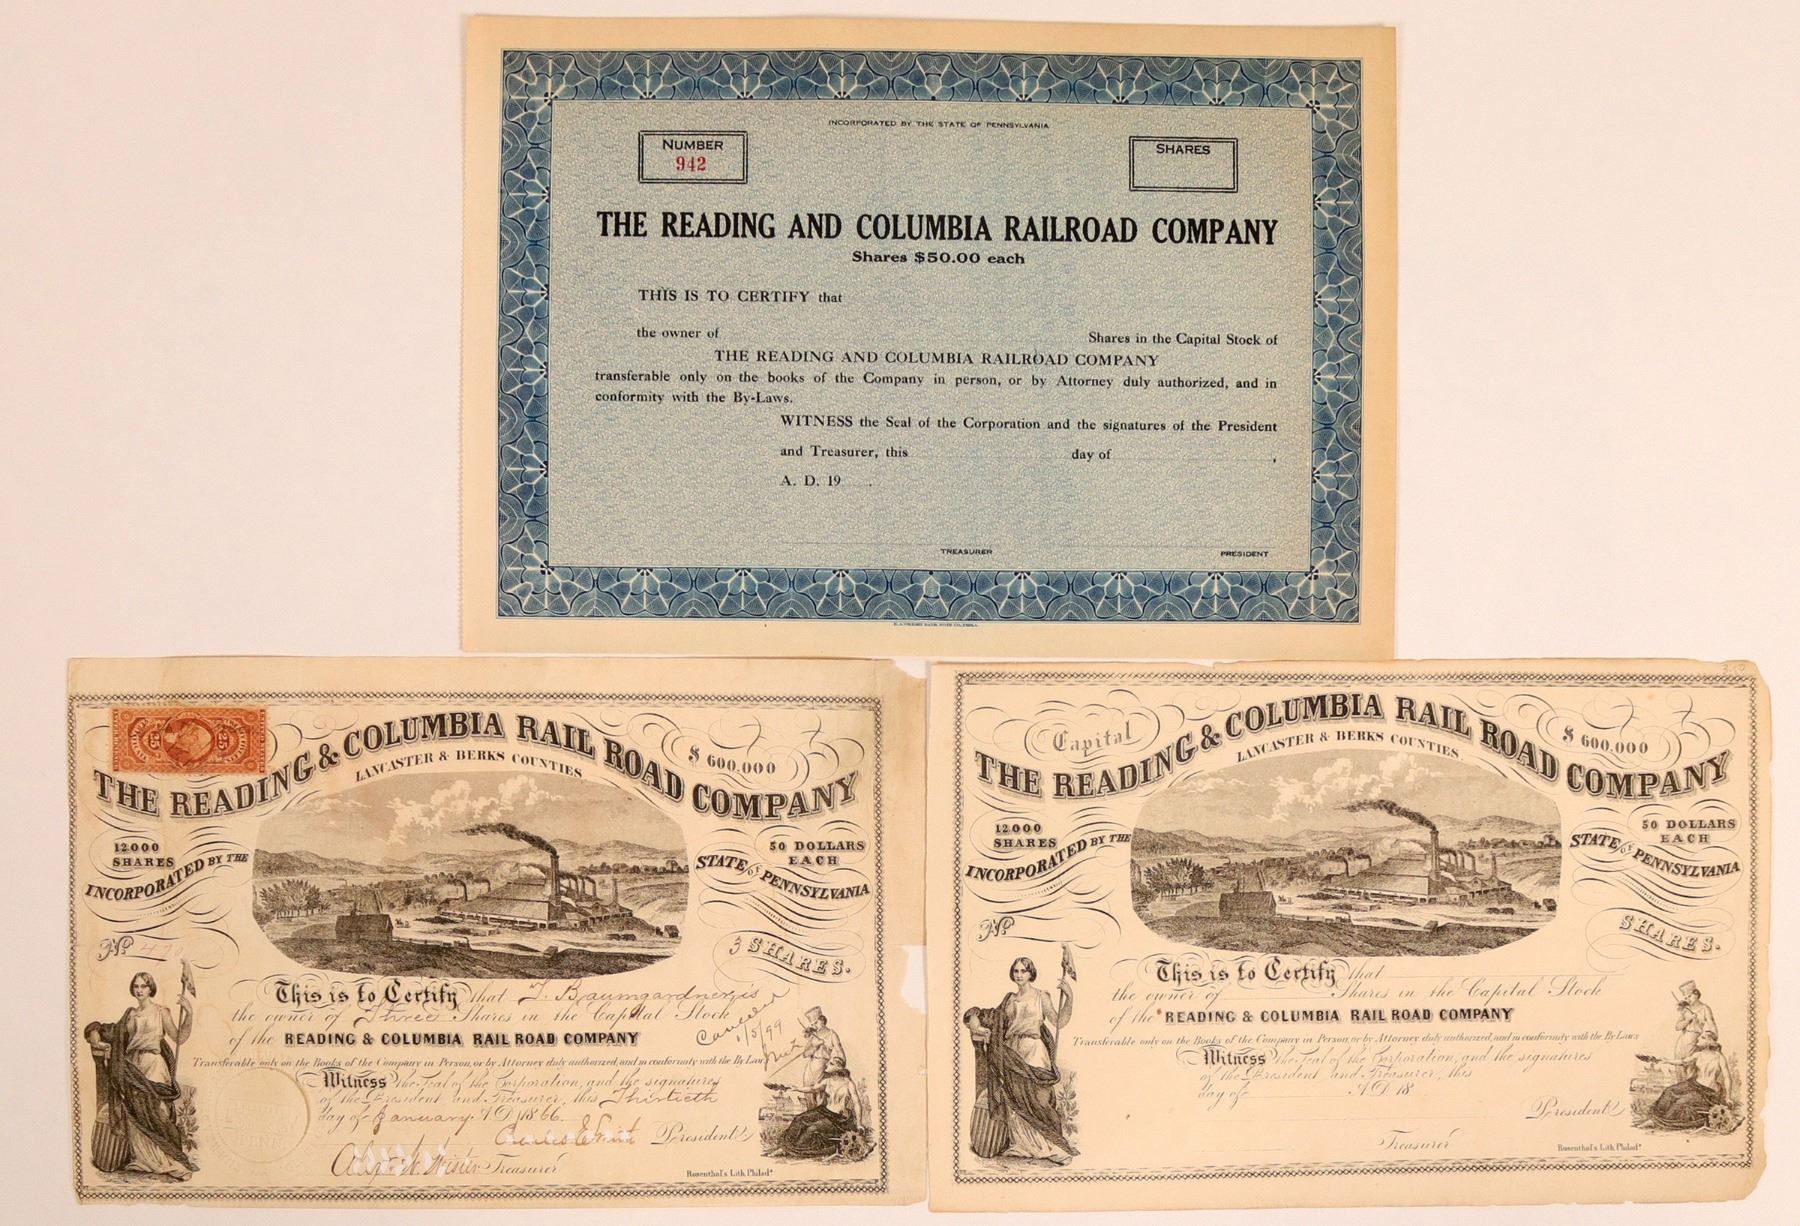 INCORPORATED BY THE STATE OF PENNSYLVANIA
NUMBER
942
SHARES
THE READING AND COLUMBIA RAILROAD COMPANY
Shares $50.00 each
THIS IS TO CERTIFY that
the owner of Shares in the Capital Stock of
THE READING AND COLUMBIA RAILROAD COMPANY
transferable only on the books of the Company in person, or by Attorney duly authorized, and in
conformity with the By-Laws.
WITNESS the Seal of the Corporation and the signatures of the President
and Treasurer, this day of ,
A. D. 19 .
TREASURER PRESIDENT
25 25
THE READING & COLUMBIA RAIL ROAD COMPANY
LANCASTER & BERKS COUNTIES
$ 600,000
12000
SHARES
50 DOLLARS
EACH
INCORPORATED BY THE STATE OF PENNSYLVANIA
No
3 SHARES.
This is to Certify that T. Baumgardner is
the owner of Three Shares in the Capital Stock
of the READING & COLUMBIA RAIL ROAD COMPANY
Transferable only on the Books of the Company in Person, or by Attorney duly authorized, and in conformity with the By Laws
1/5/99
Witness the Seal of the Corporation, and the signatures
of the President and Treasurer, this Thirtieth
day of January AD 1866.
President
Treasurer
Rosenthal's Lith. Philada
Capital
THE READING & COLUMBIA RAIL ROAD COMPANY
LANCASTER & BERKS COUNTIES.
$ 600,000
12000
SHARES
50 DOLLARS
EACH
INCORPORATED BY THE STATE OF PENNSYLVANIA
No
SHARES.
This is to Certify that
the owner of Shares in the Capital Stock
of the READING & COLUMBIA RAIL ROAD COMPANY
Transferable only on the Books of the Company in Person, or by Attorney duly authorized, and in conformity with the By Laws
Witness the Seal of the Corporation, and the signatures
of the President and Treasurer, this
day of AD 18
President
Treasurer
Rosenthal's Lith. Philada